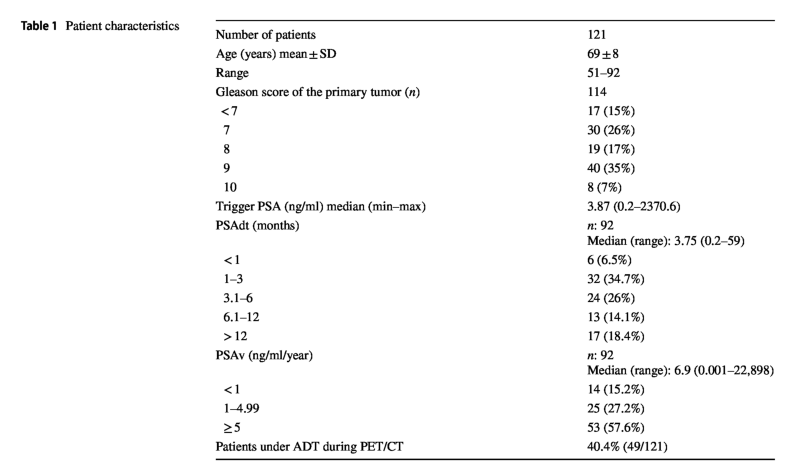 Table 1 Patient characteristics
Number of patients 121
Age (years) mean ± SD 69 ± 8
Range 51–92
Gleason score of the primary tumor (n) 114
<7 17 (15%)
7 30 (26%)
8 19 (17%)
9 40 (35%)
10 8 (7%)
Trigger PSA (ng/ml) median (min–max) 3.87 (0.2–2370.6)
PSAdt (months) n: 92
Median (range): 3.75 (0.2–59)
<1 6 (6.5%)
1–3 32 (34.7%)
3.1–6 24 (26%)
6.1–12 13 (14.1%)
>12 17 (18.4%)
PSAv (ng/ml/year) n: 92
Median (range): 6.9 (0.001–22,898)
<1 14 (15.2%)
1–4.99 25 (27.2%)
≥5 53 (57.6%)
Patients under ADT during PET/CT 40.4% (49/121)